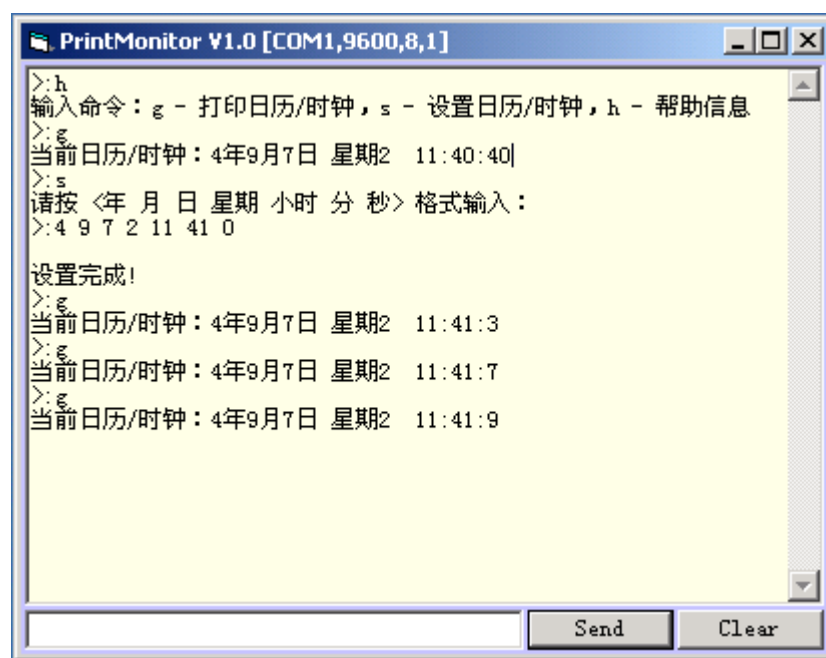 PrintMonitor V1.0 [COM1,9600,8,1]
>:h
输入命令：g - 打印日历/时钟，s - 设置日历/时钟，h - 帮助信息
>:g
当前日历/时钟：4年9月7日 星期2  11:40:40
>:s
请按 <年 月 日 星期 小时 分 秒> 格式输入：
>:4 9 7 2 11 41 0
设置完成!
>:g
当前日历/时钟：4年9月7日 星期2  11:41:3
>:g
当前日历/时钟：4年9月7日 星期2  11:41:7
>:g
当前日历/时钟：4年9月7日 星期2  11:41:9
Send Clear